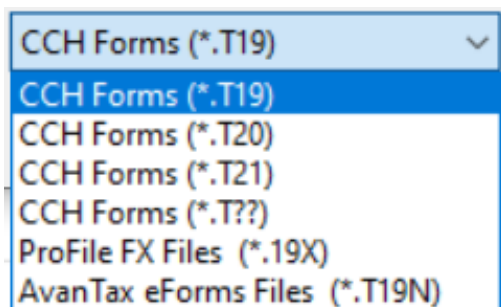 CCH Forms (*.T19)
CCH Forms (*.T19)
CCH Forms (*.T20)
CCH Forms (*.T21)
CCH Forms (*.T??)
ProFile FX Files (*.19X)
AvanTax eForms Files (*.T19N)